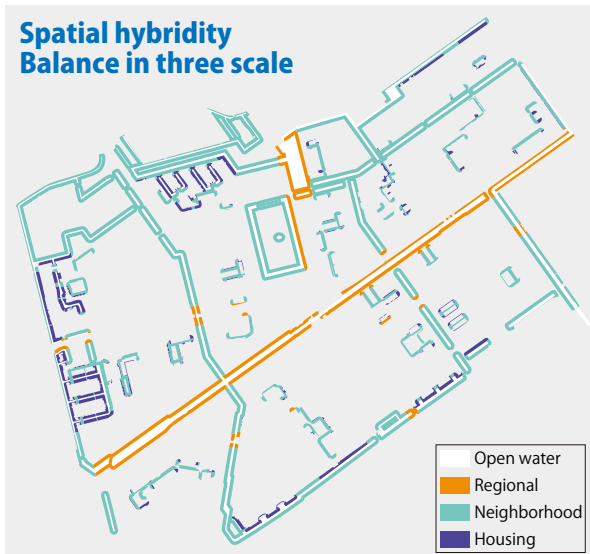 Spatial hybridity
Balance in three scale
Open water
Regional
Neighborhood
Housing